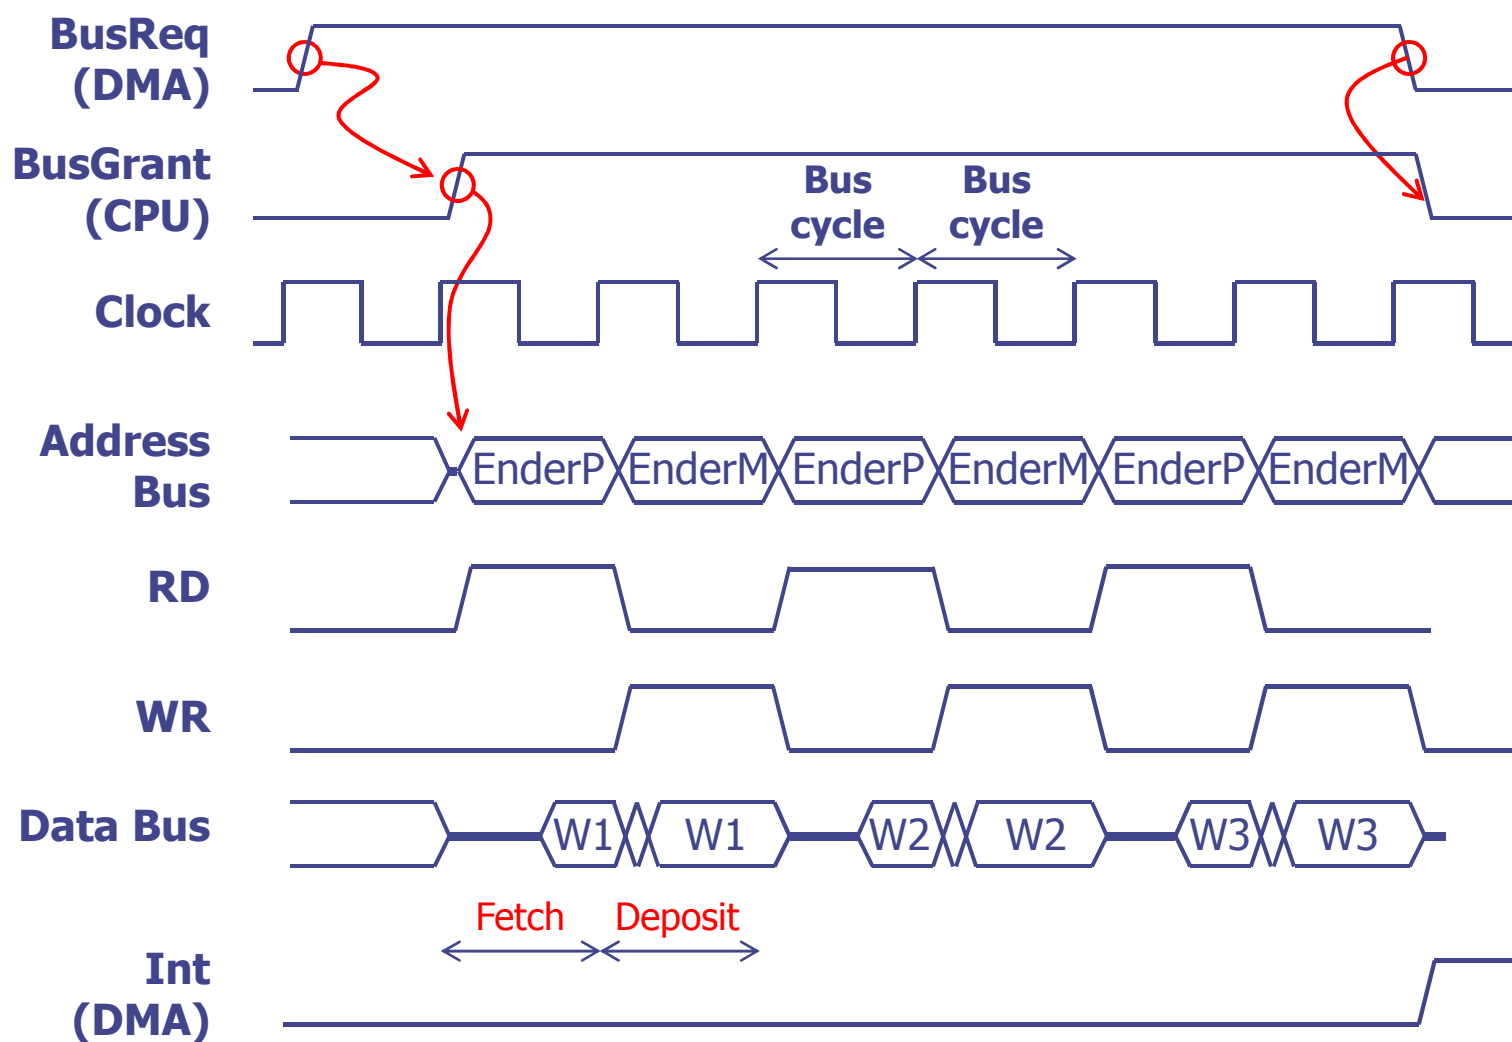 BusReq
(DMA)
BusGrant
(CPU)
Bus
cycle
Bus
cycle
Clock
Address
Bus
EnderP EnderM EnderP EnderM EnderP EnderM
RD
WR
Data Bus
W1 W1 W2 W2 W3 W3
Fetch Deposit
Int
(DMA)